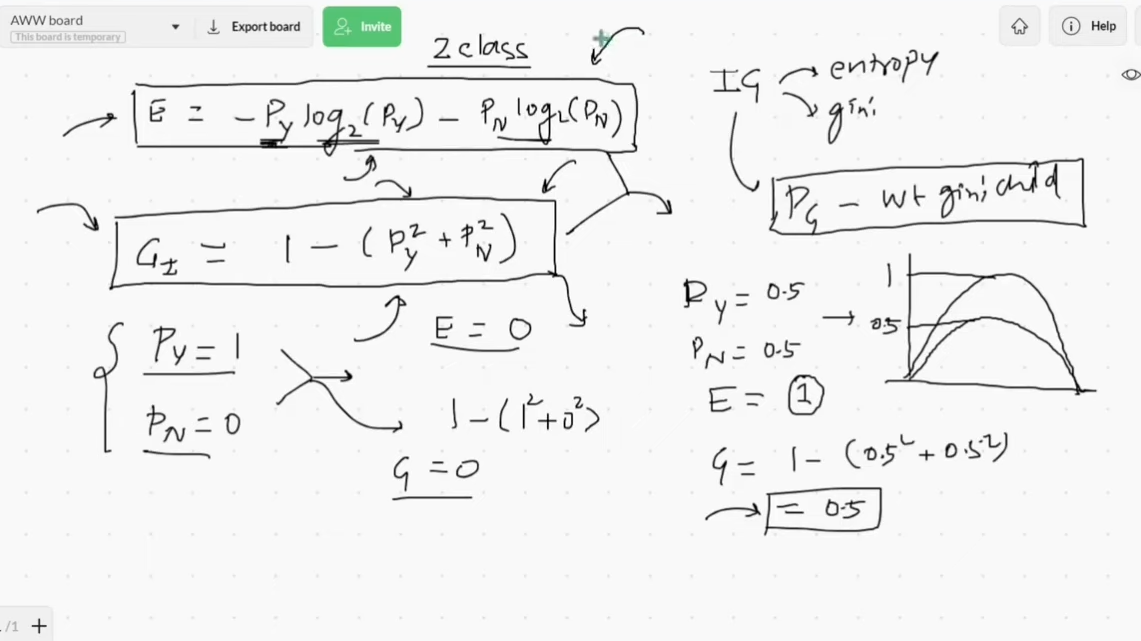 AWW board
This board is temporary
Export board
Invite
Help
2 class
E = - P_Y log_2 (P_Y) - P_N log_2 (P_N)
G_I = 1 - (P_Y^2 + P_N^2)
P_Y = 1
P_N = 0
E = 0
1 - (1^2 + 0^2)
G = 0
IG → entropy
→ gini
P_G - wt gini child
P_Y = 0.5
P_N = 0.5
E = 1
1
0.5
G = 1 - (0.5^2 + 0.5^2)
= 0.5
/1